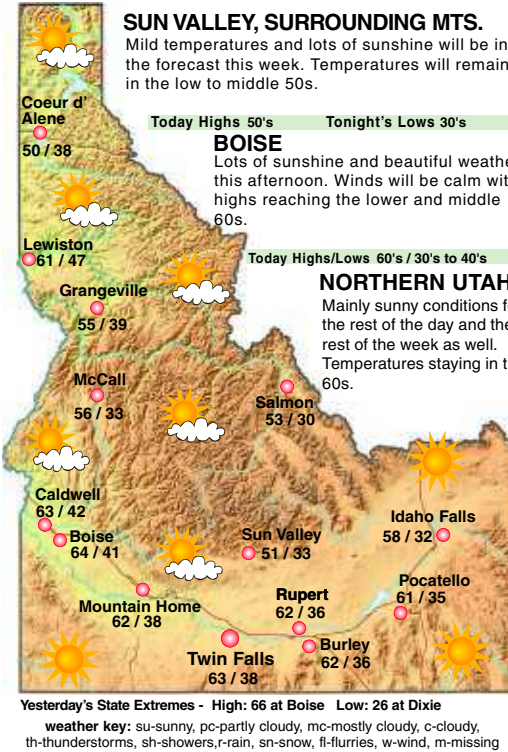 SUN VALLEY, SURROUNDING MTS.
Mild temperatures and lots of sunshine will be in
the forecast this week. Temperatures will remain
in the low to middle 50s.
Today Highs 50's Tonight's Lows 30's
BOISE
Lots of sunshine and beautiful weathe
this afternoon. Winds will be calm wit
highs reaching the lower and middle
60s.
Today Highs/Lows 60's / 30's to 40's
NORTHERN UTAH
Mainly sunny conditions f
the rest of the day and the
rest of the week as well.
Temperatures staying in t
60s.
Coeur d'
Alene
50 / 38
Lewiston
61 / 47
Grangeville
55 / 39
McCall
56 / 33
Salmon
53 / 30
Caldwell
63 / 42
Boise
64 / 41
Sun Valley
51 / 33
Idaho Falls
58 / 32
Mountain Home
62 / 38
Rupert
62 / 36
Pocatello
61 / 35
Burley
62 / 36
Twin Falls
63 / 38
Yesterday's State Extremes - High: 66 at Boise Low: 26 at Dixie
weather key: su-sunny, pc-partly cloudy, mc-mostly cloudy, c-cloudy,
th-thunderstorms, sh-showers,r-rain, sn-snow, fl-flurries, w-wind, m-missing